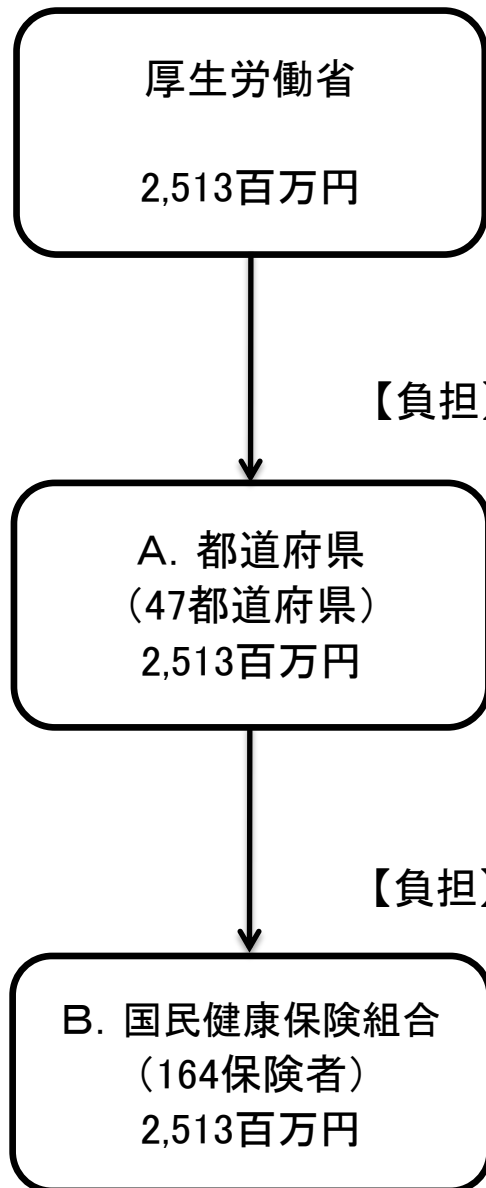 厚生労働省
2,513百万円
【負担】
A．都道府県
（47都道府県）
2,513百万円
【負担】
B．国民健康保険組合
（164保険者）
2,513百万円